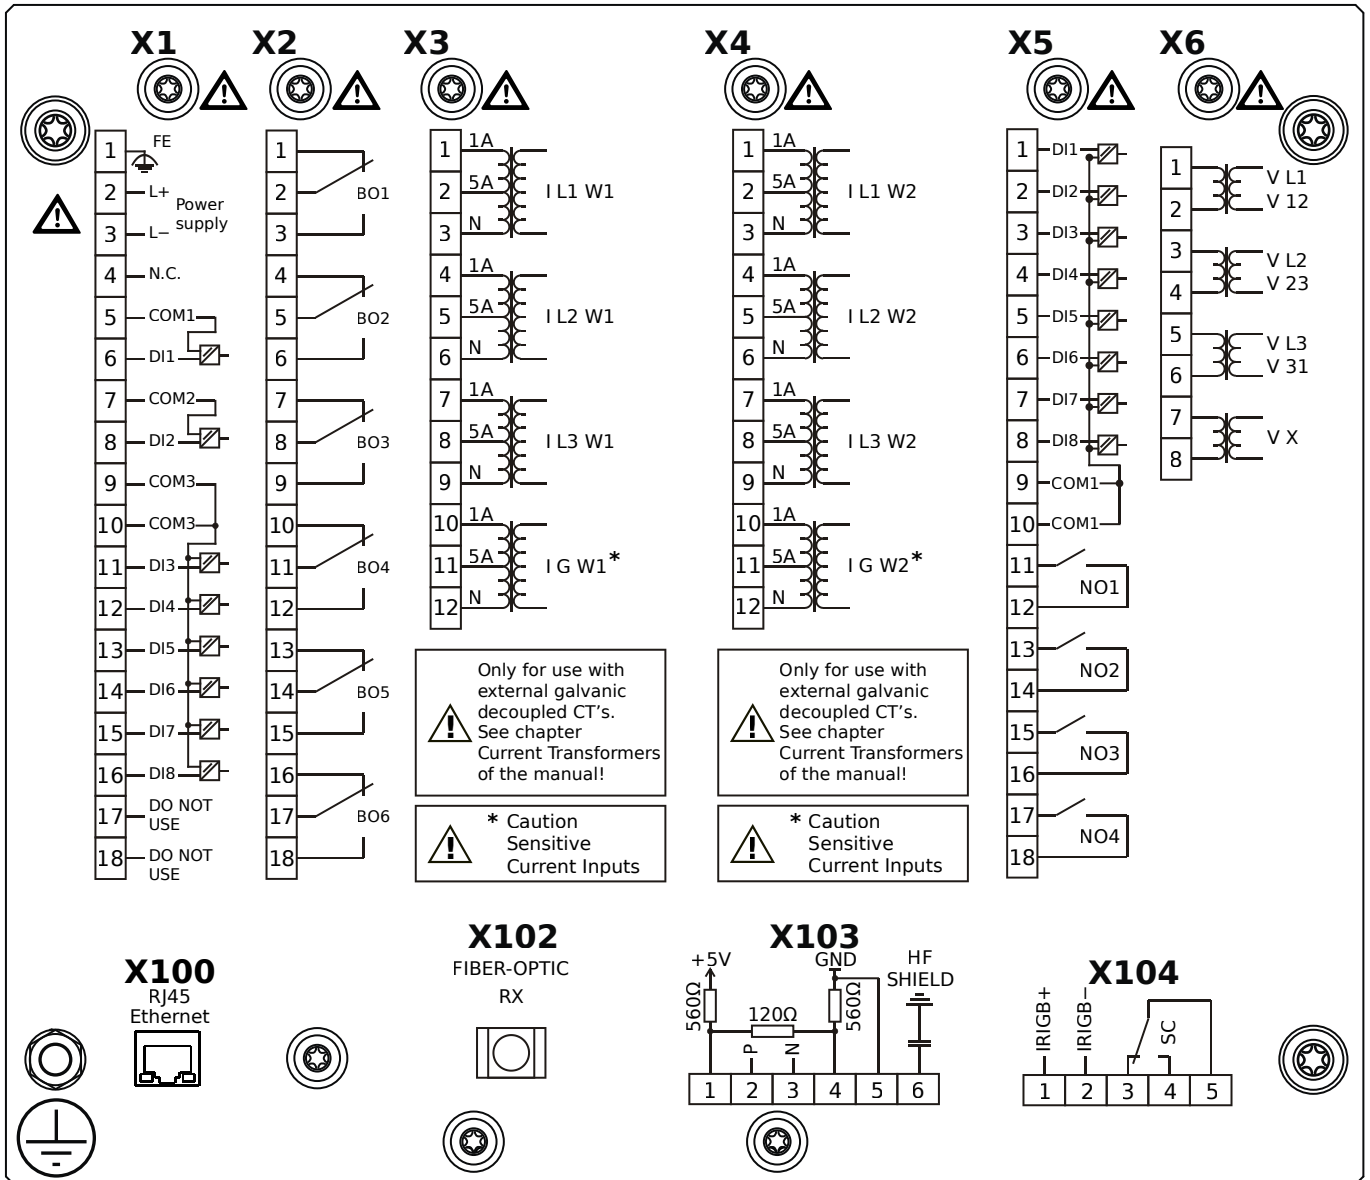 X1
1
FE
2
L+
Power
supply
3
L−
4
N.C.
5
COM1
6
DI1
7
COM2
8
DI2
9
COM3
10
COM3
11
DI3
12
DI4
13
DI5
14
DI6
15
DI7
16
DI8
17
DO NOT
USE
18
DO NOT
USE
X2
1
2
BO1
3
4
5
BO2
6
7
8
BO3
9
10
11
BO4
12
13
14
BO5
15
16
17
BO6
18
X3
1
1A
2
5A
I L1 W1
3
N
4
1A
5
5A
I L2 W1
6
N
7
1A
8
5A
I L3 W1
9
N
10
1A
11
5A
I G W1*
12
N
Only for use with
external galvanic
decoupled CT's.
See chapter
Current Transformers
of the manual!
* Caution
Sensitive
Current Inputs
X4
1
1A
2
5A
I L1 W2
3
N
4
1A
5
5A
I L2 W2
6
N
7
1A
8
5A
I L3 W2
9
N
10
1A
11
5A
I G W2*
12
N
Only for use with
external galvanic
decoupled CT's.
See chapter
Current Transformers
of the manual!
* Caution
Sensitive
Current Inputs
X5
1
DI1
2
DI2
3
DI3
4
DI4
5
DI5
6
DI6
7
DI7
8
DI8
9
COM1
10
COM1
11
NO1
12
13
NO2
14
15
NO3
16
17
NO4
18
X6
1
V L1
2
V 12
3
V L2
4
V 23
5
V L3
6
V 31
7
V X
8
X100
RJ45
Ethernet
X102
FIBER-OPTIC
RX
X103
+5V
GND
HF
SHIELD
560Ω
120Ω
560Ω
P
N
1 2 3 4 5 6
X104
IRIGB+
IRIGB−
SC
1 2 3 4 5